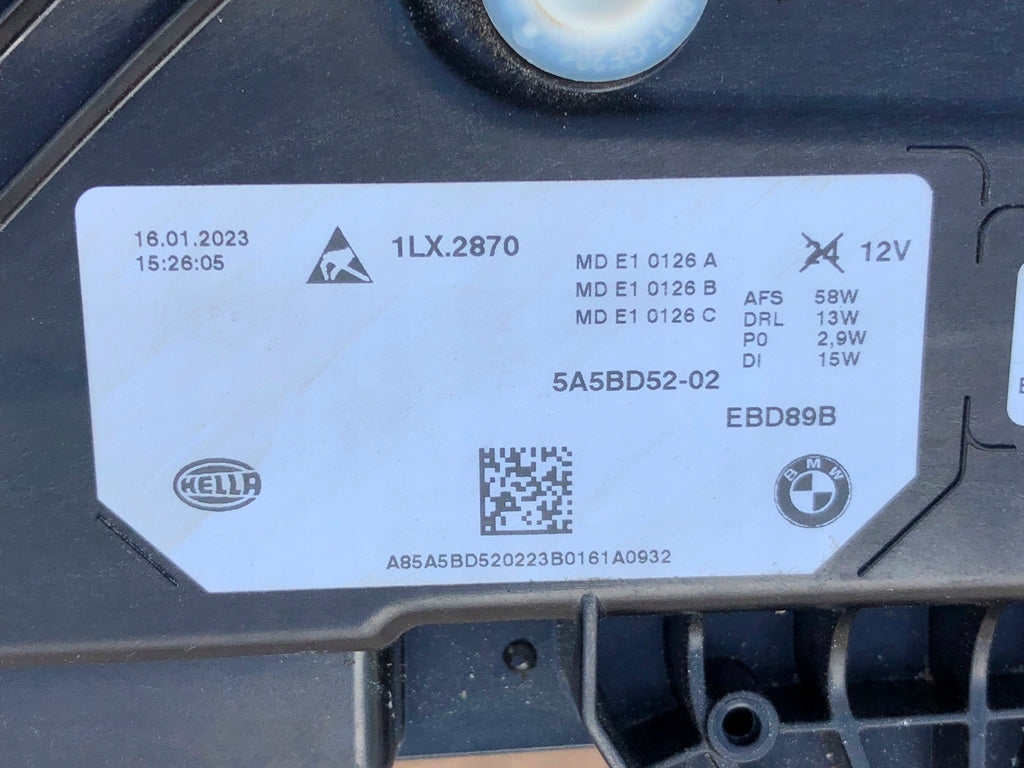 16.01.2023
15:26:05
1LX.2870
MD E1 0126 A
MD E1 0126 B
MD E1 0126 C
24 12V
AFS 58W
DRL 13W
P0 2,9W
DI 15W
5A5BD52-02
EBD89B
HELLA
BMW
A85A5BD520223B0161A0932